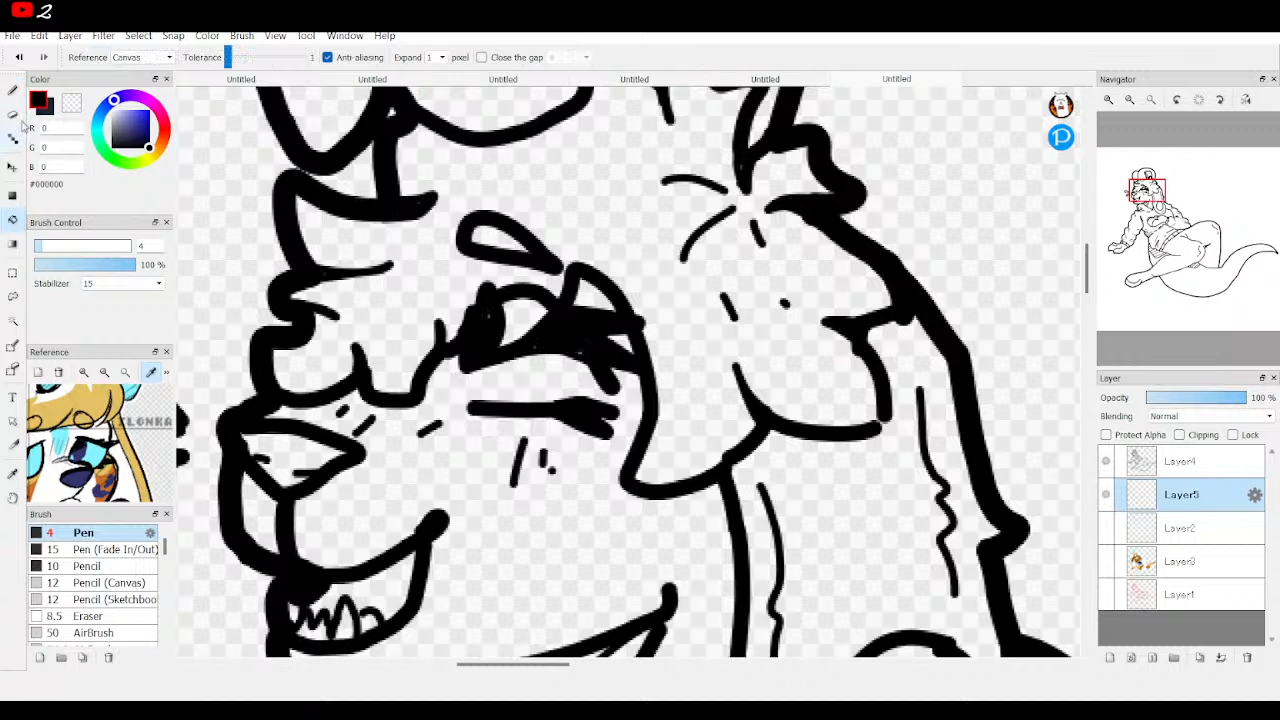 2
File Edit Layer Filter Select Snap Color Brush View Tool Window Help
Reference Canvas Tolerance 1 Anti-aliasing Expand 1 pixel Close the gap
Color Untitled Untitled Untitled Untitled Untitled Untitled Navigator
R 0
G 0
B 0
#000000
Brush Control
4
100 %
Stabilizer 15
Reference
Brush
4 Pen
15 Pen (Fade In/Out)
10 Pencil
12 Pencil (Canvas)
12 Pencil (Sketchboo
8.5 Eraser
50 AirBrush
Layer
Opacity 100 %
Blending Normal
Protect Alpha Clipping Lock
Layer4
Layer5
Layer2
Layer3
Layer1